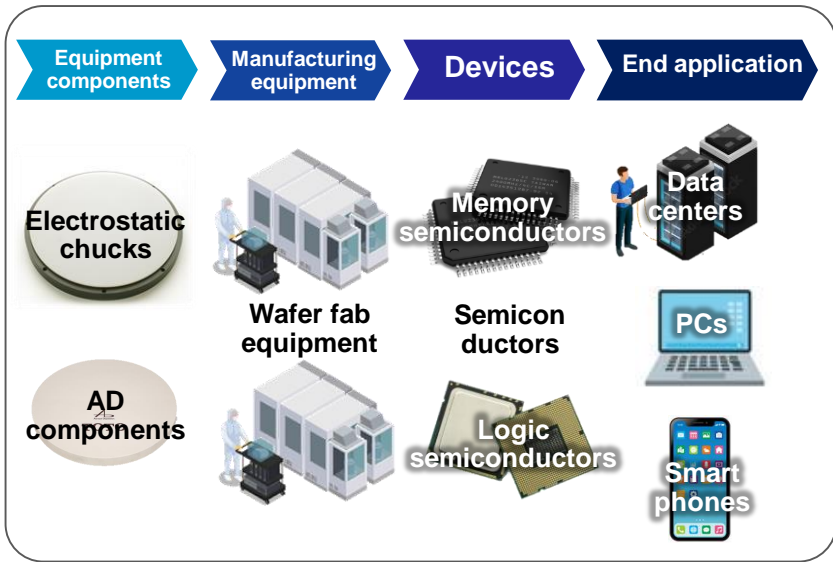 Equipment
components
Manufacturing
equipment
Devices
End application
Electrostatic
chucks
AD
components
Wafer fab
equipment
Memory
semiconductors
Semicon
ductors
Logic
semiconductors
Data
centers
PCs
Smart
phones